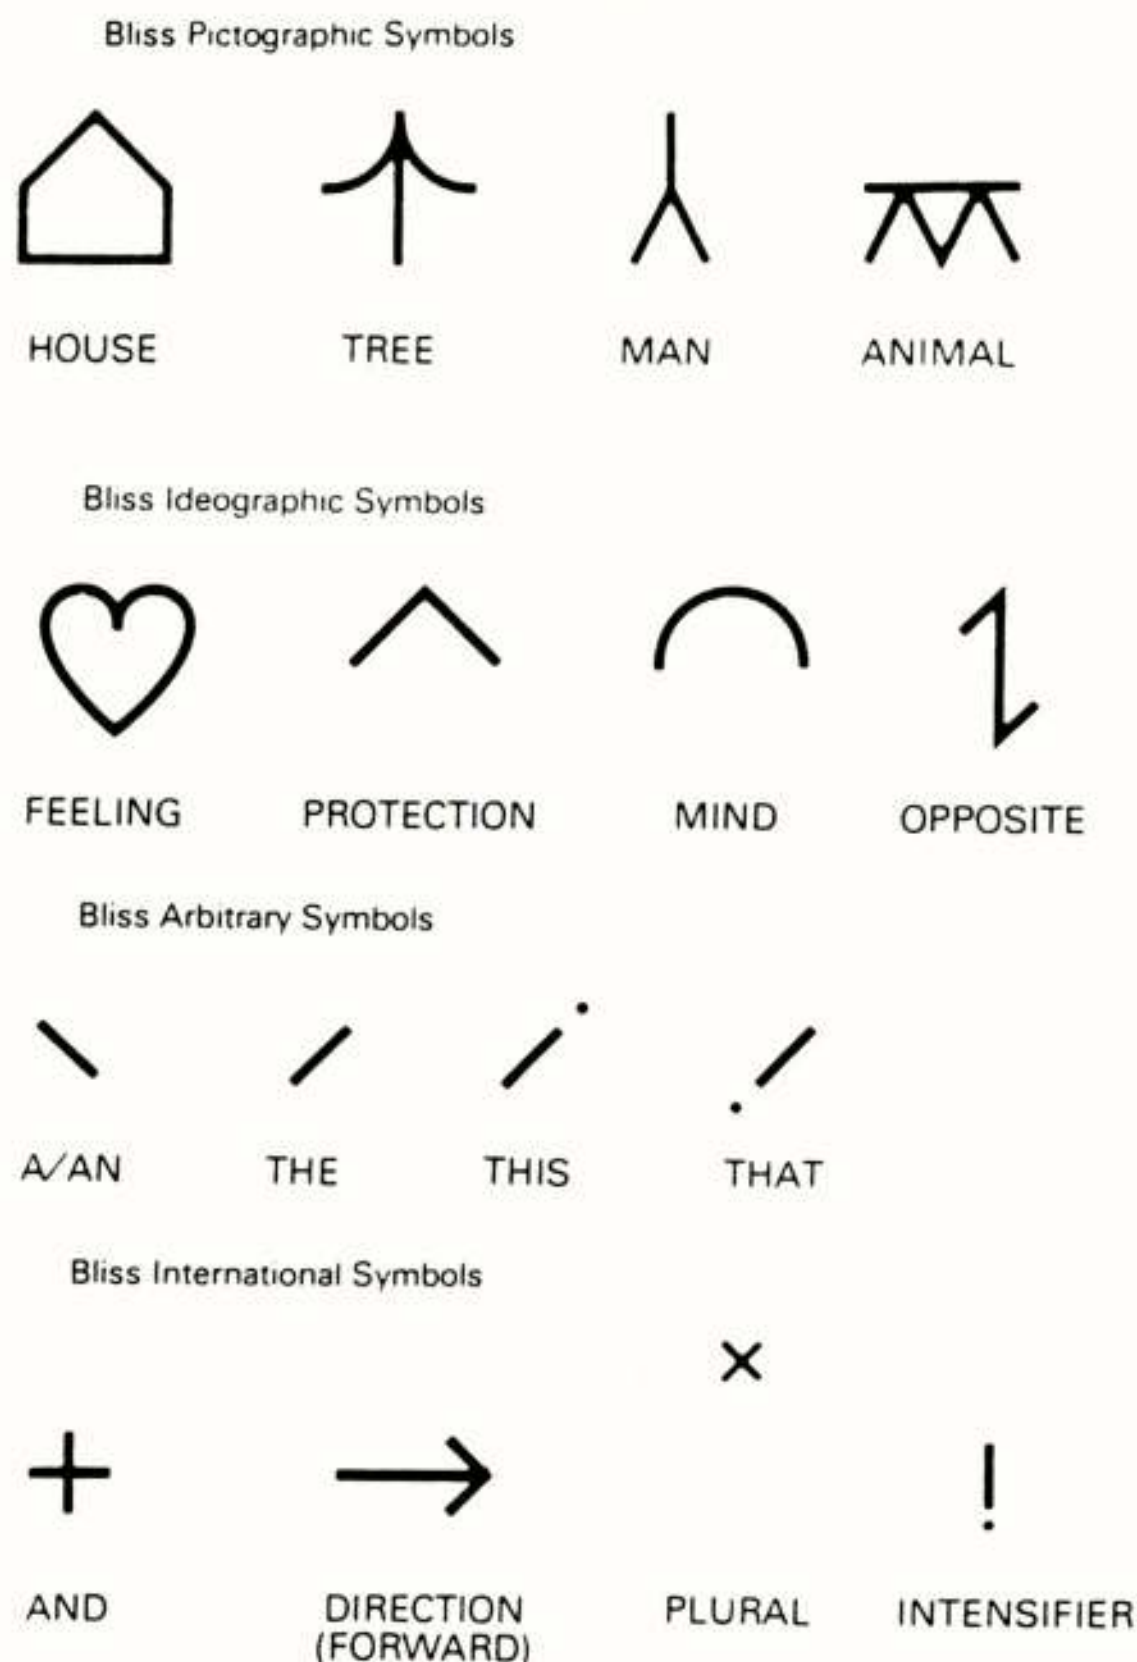 Bliss Pictographic Symbols
HOUSE TREE MAN ANIMAL
Bliss Ideographic Symbols
FEELING PROTECTION MIND OPPOSITE
Bliss Arbitrary Symbols
A/AN THE THIS THAT
Bliss International Symbols
AND DIRECTION PLURAL INTENSIFIER
(FORWARD)